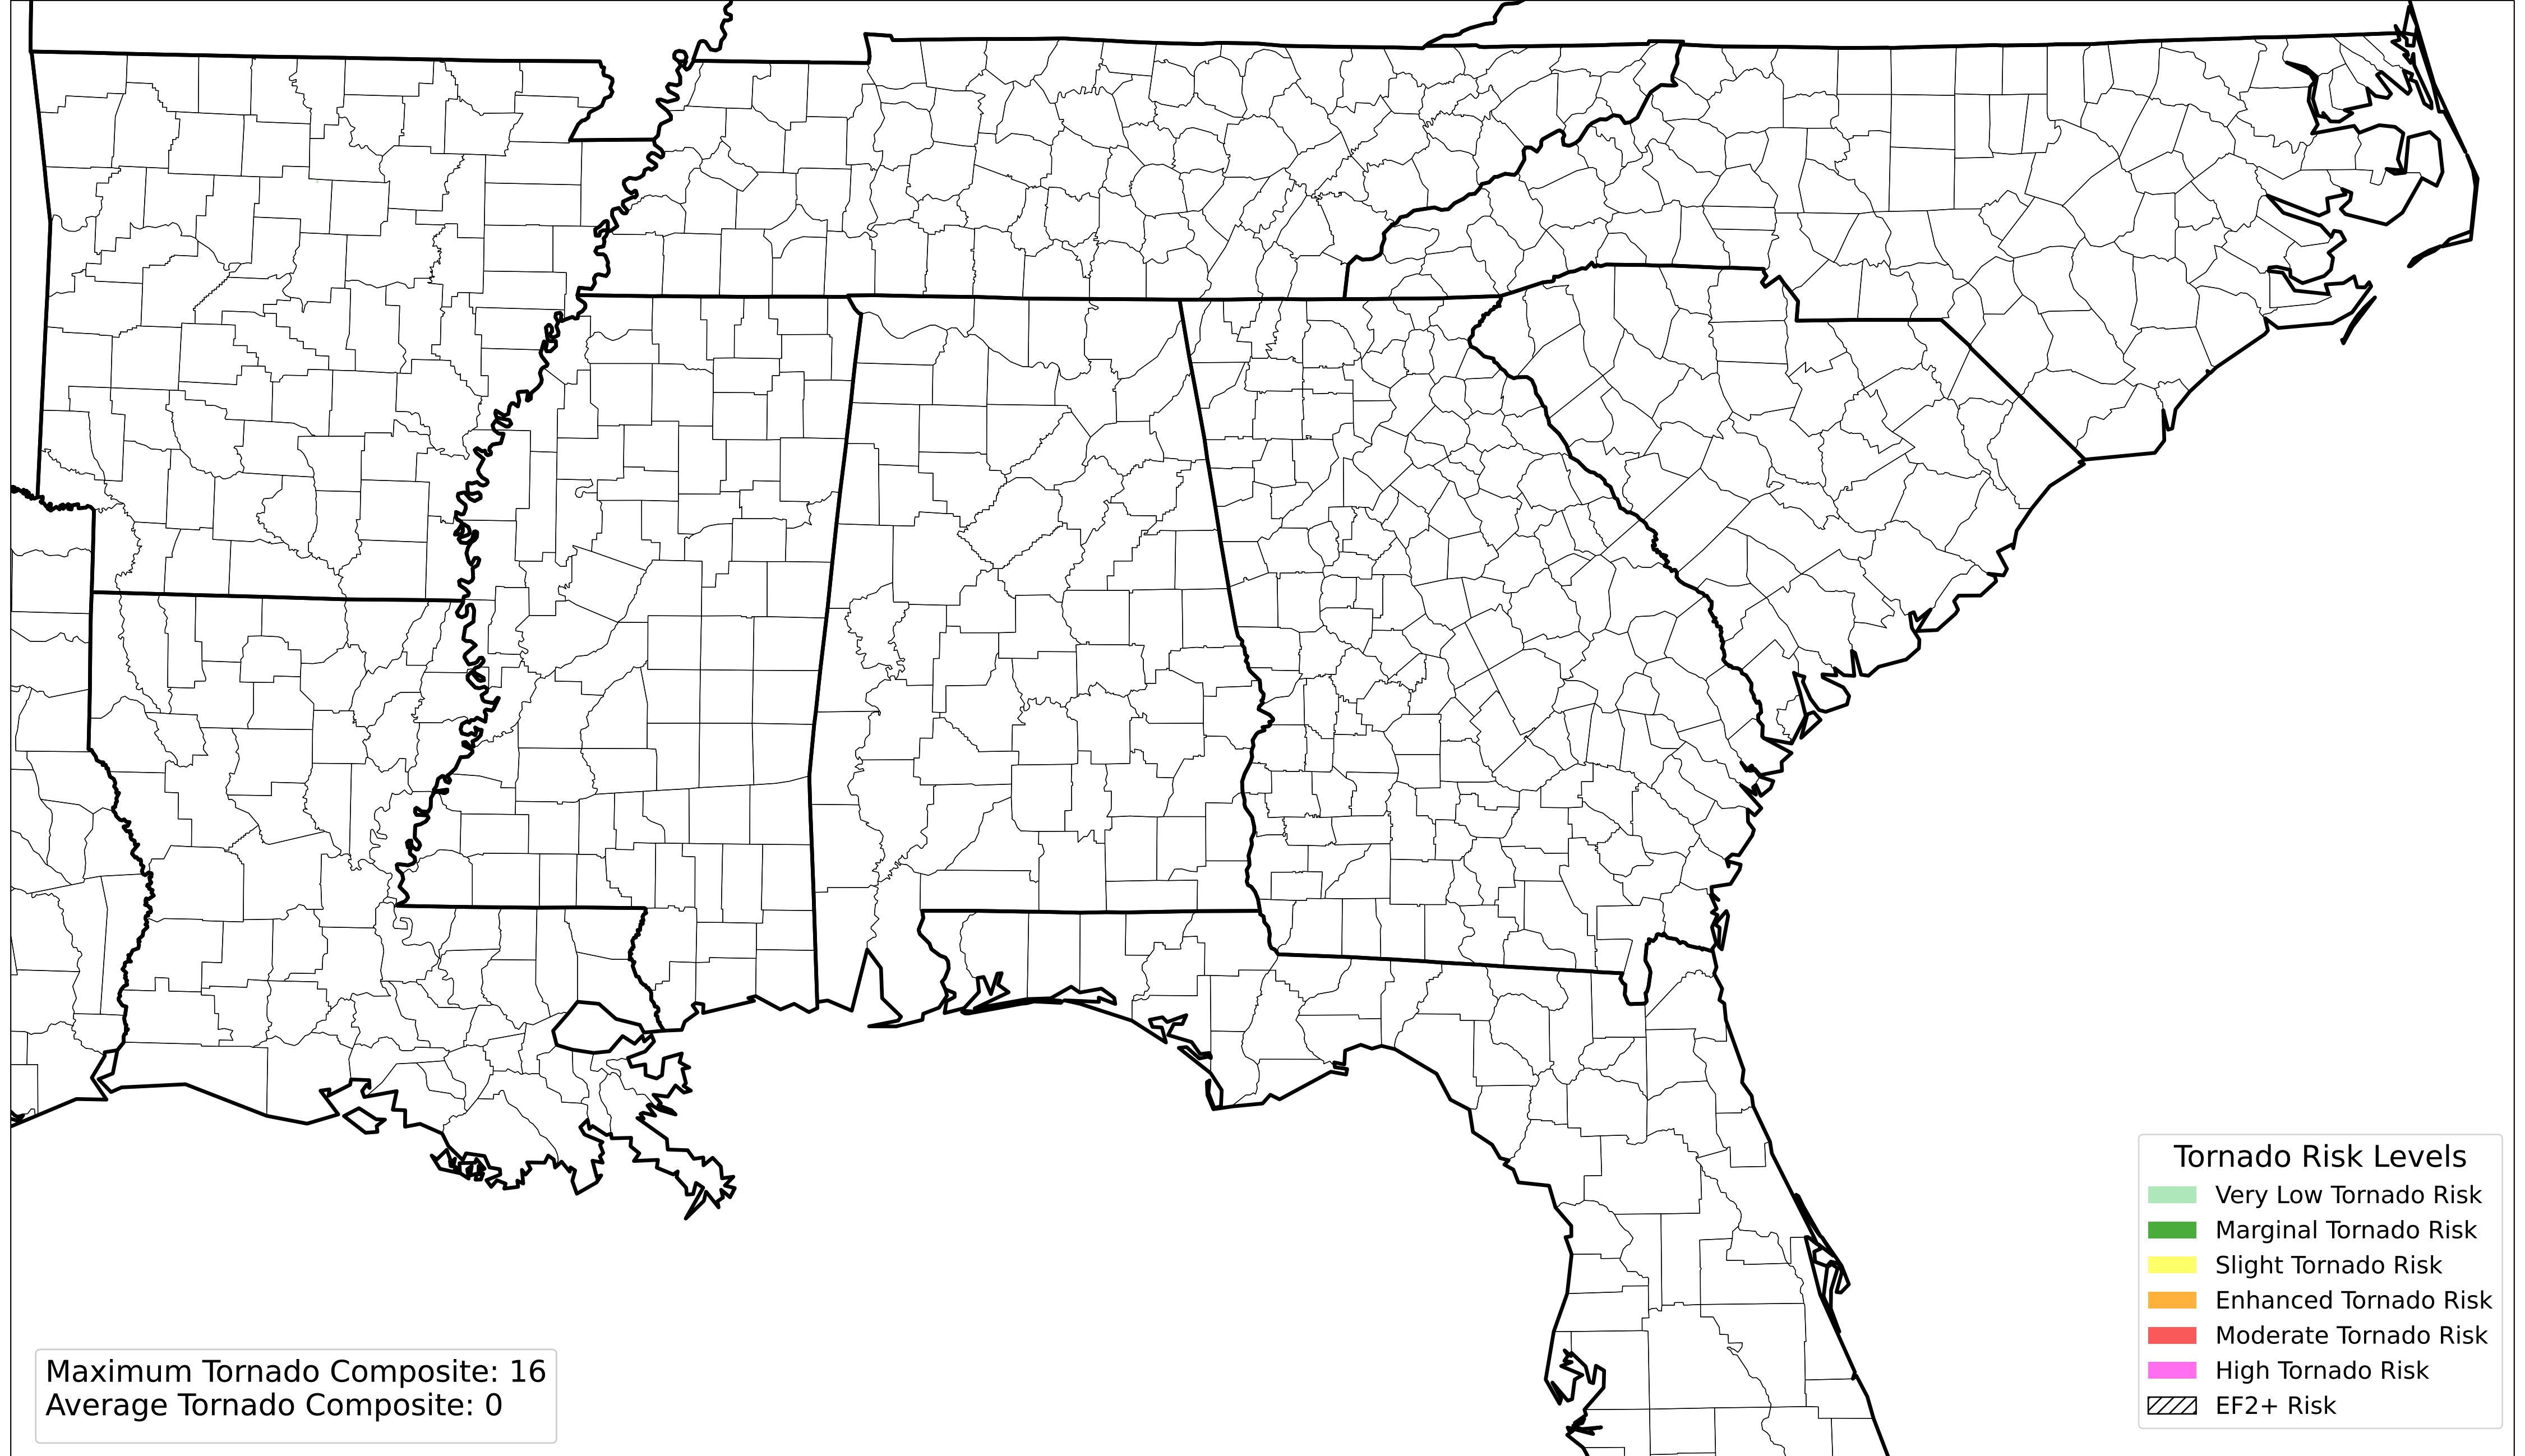 Tornado Risk Levels
Very Low Tornado Risk
Marginal Tornado Risk
Slight Tornado Risk
Enhanced Tornado Risk
Moderate Tornado Risk
High Tornado Risk
EF2+ Risk
Maximum Tornado Composite: 16
Average Tornado Composite: 0